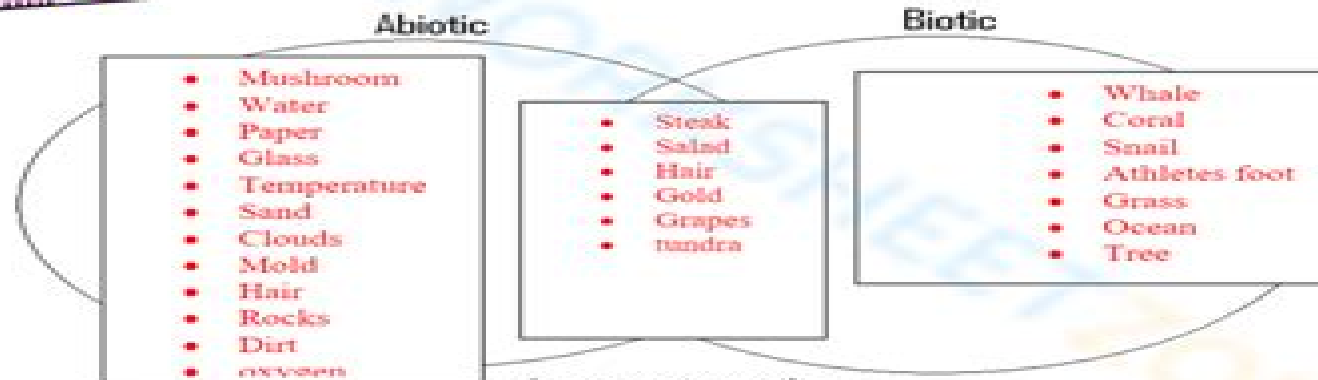 Abiotic
Mushroom
Water
Paper
Glass
Temperature
Sand
Clouds
Mold
Hair
Rocks
Dirt
oxygen
Steak
Salad
Hair
Gold
Grapes
tundra
Biotic
Whale
Coral
Snail
Athletes foot
Grass
Ocean
Tree